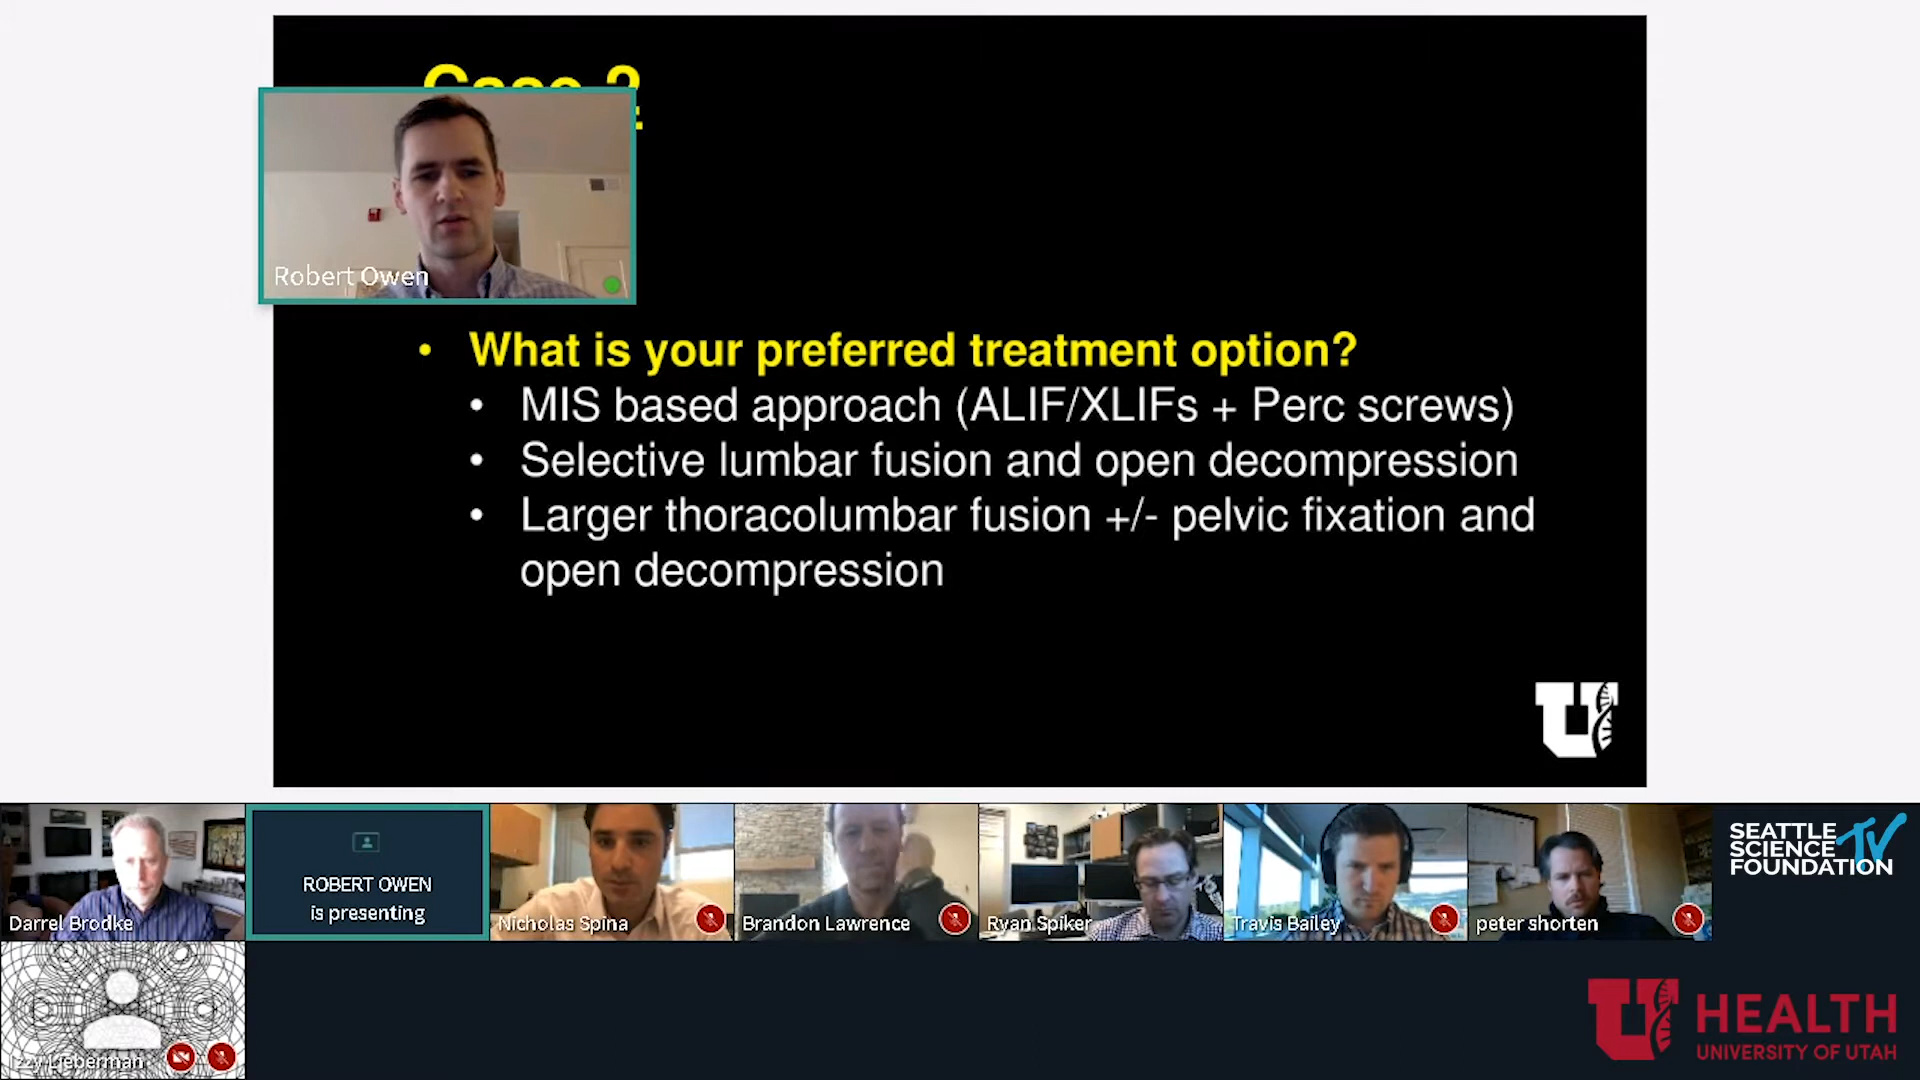 Case 2
Robert Owen
• What is your preferred treatment option?
• MIS based approach (ALIF/XLIFs + Perc screws)
• Selective lumbar fusion and open decompression
• Larger thoracolumbar fusion +/- pelvic fixation and
open decompression
Darrel Brodke
ROBERT OWEN
is presenting
Nicholas Spina
Brandon Lawrence
Ryan Spiker
Travis Bailey
peter shorten
SEATTLE
SCIENCE TV
FOUNDATION
Izzy Lieberman
U HEALTH
UNIVERSITY OF UTAH